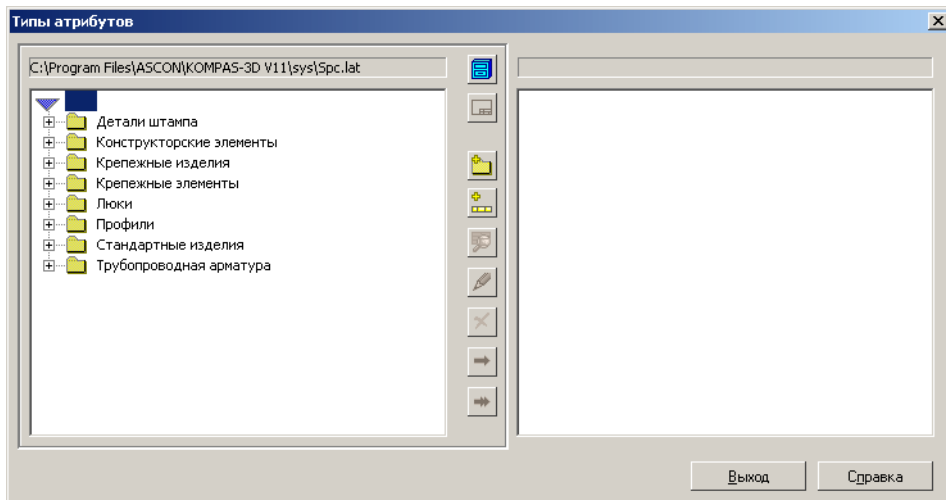 Типы атрибутов
C:\Program Files\ASCON\KOMPAS-3D V11\sys\Spc.lat
Детали штампа
Конструкторские элементы
Крепежные изделия
Крепежные элементы
Люки
Профили
Стандартные изделия
Трубопроводная арматура
Выход
Справка